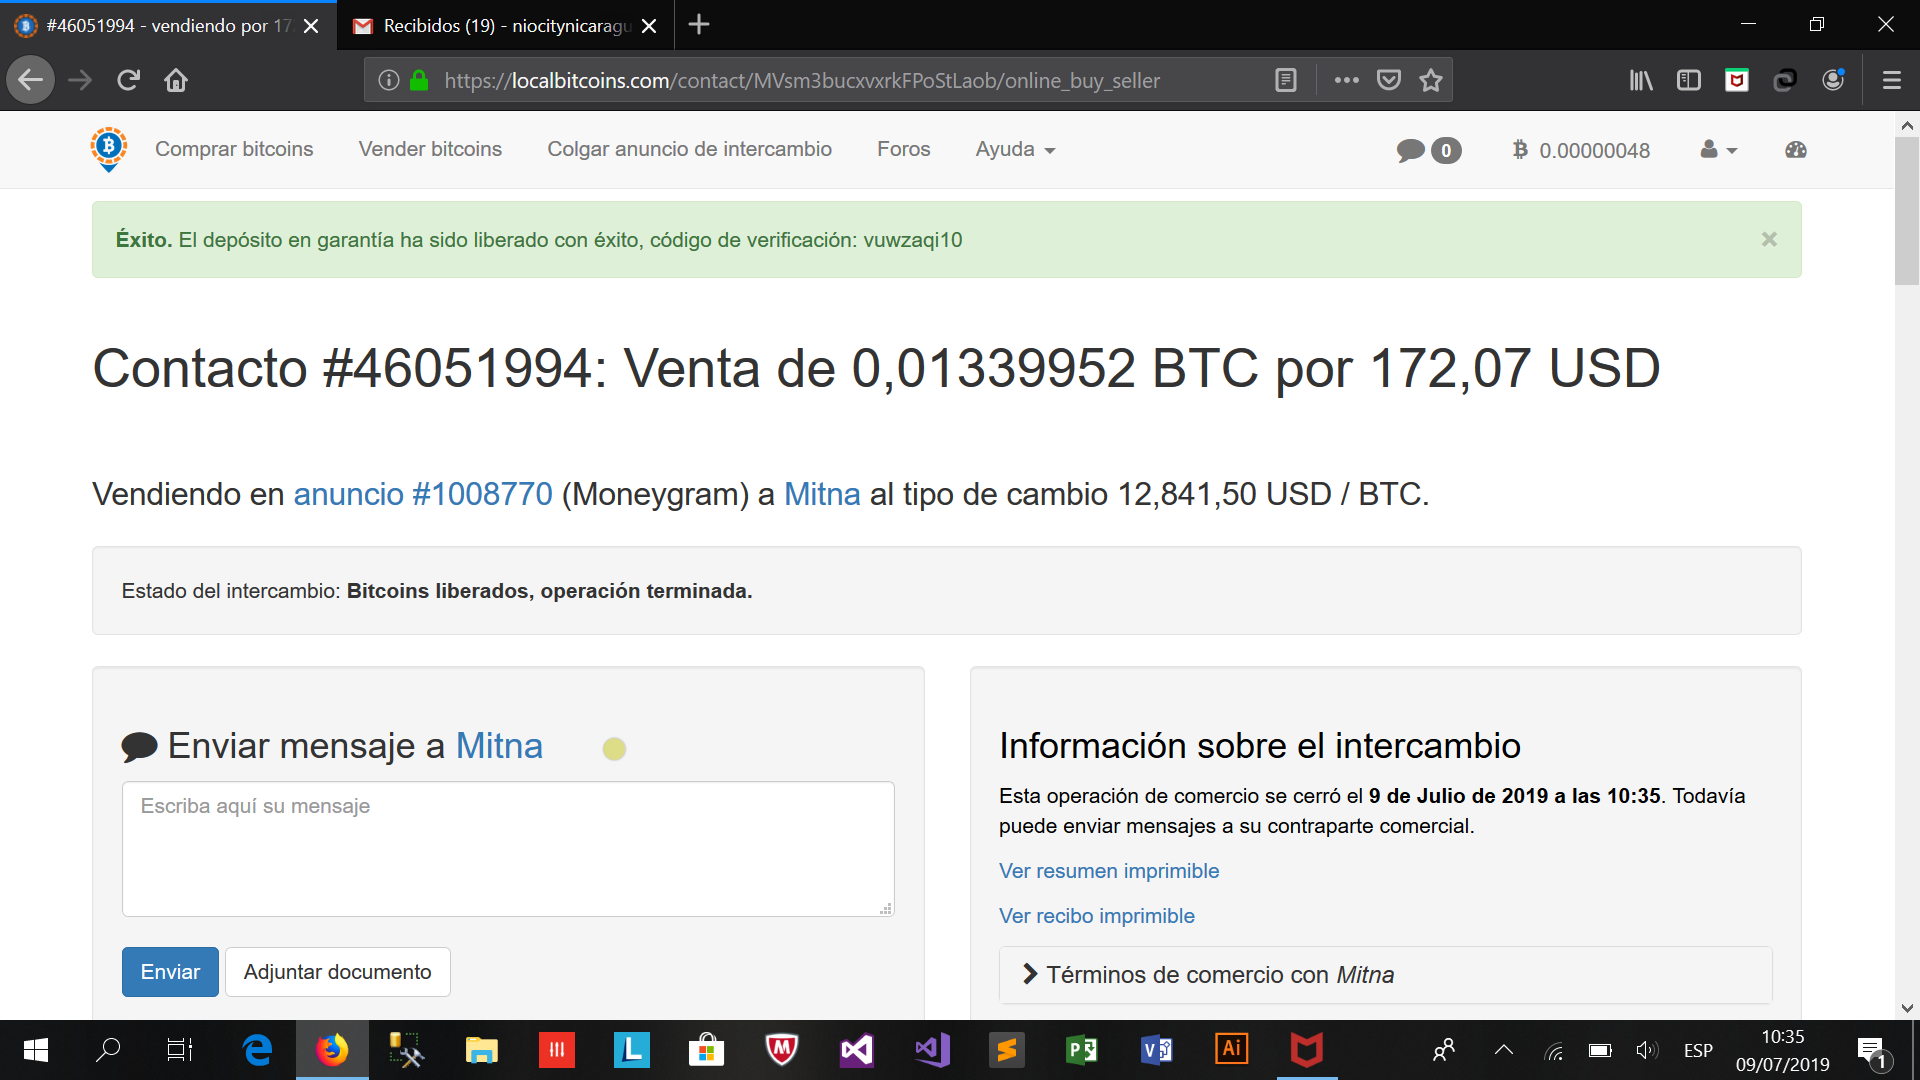 #46051994 - vendiendo por 17
Recibidos (19) - niocitynicaragu
https://localbitcoins.com/contact/MVsm3bucxvxrkFPoStLaob/online_buy_seller
Comprar bitcoins
Vender bitcoins
Colgar anuncio de intercambio
Foros
Ayuda
0
0.00000048
Éxito. El depósito en garantía ha sido liberado con éxito, código de verificación: vuwzaqi10
Contacto #46051994: Venta de 0,01339952 BTC por 172,07 USD
Vendiendo en anuncio #1008770 (Moneygram) a Mitna al tipo de cambio 12,841,50 USD / BTC.
Estado del intercambio: Bitcoins liberados, operación terminada.
Enviar mensaje a Mitna
Escriba aquí su mensaje
Enviar
Adjuntar documento
Información sobre el intercambio
Esta operación de comercio se cerró el 9 de Julio de 2019 a las 10:35. Todavía
puede enviar mensajes a su contraparte comercial.
Ver resumen imprimible
Ver recibo imprimible
Términos de comercio con Mitna
ESP
10:35
09/07/2019
1